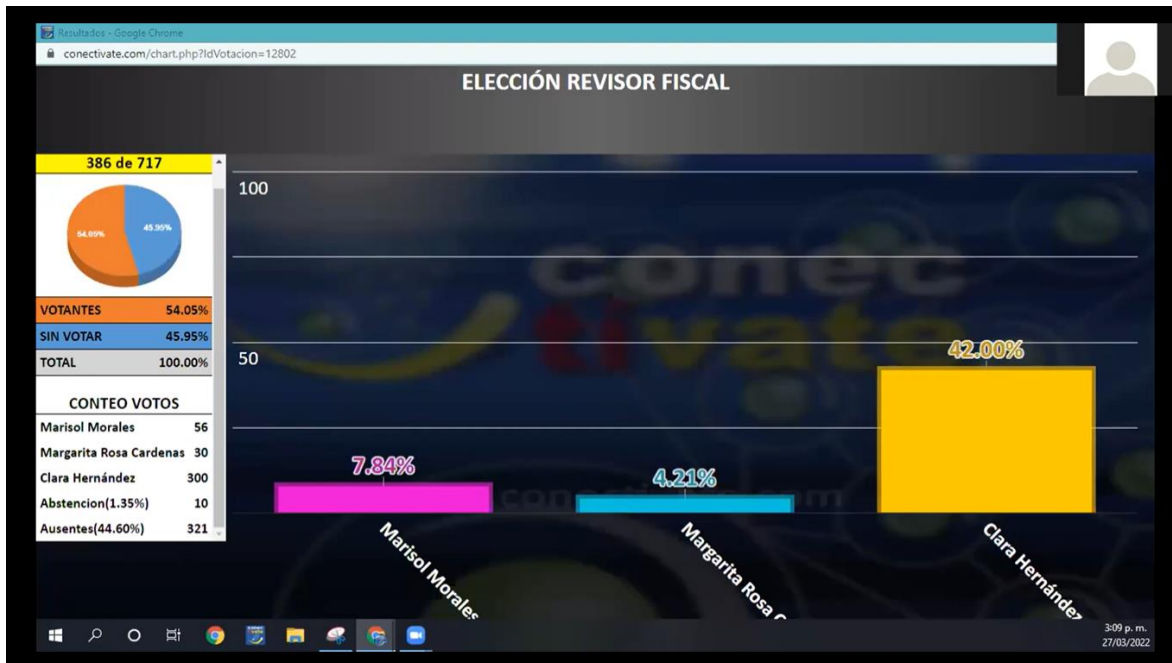 Resultados - Google Chrome
conectivate.com/chart.php?IdVotacion=12802
ELECCIÓN REVISOR FISCAL
386 de 717
54.05%
45.95%
VOTANTES 54.05%
SIN VOTAR 45.95%
TOTAL 100.00%
CONTEO VOTOS
Marisol Morales 56
Margarita Rosa Cardenas 30
Clara Hernández 300
Abstencion(1.35%) 10
Ausentes(44.60%) 321
100
50
conec
tivate
7.84%
4.21%
42.00%
Marisol Morales
Margarita Rosa C
Clara Hernández
3:09 p. m.
27/03/2022